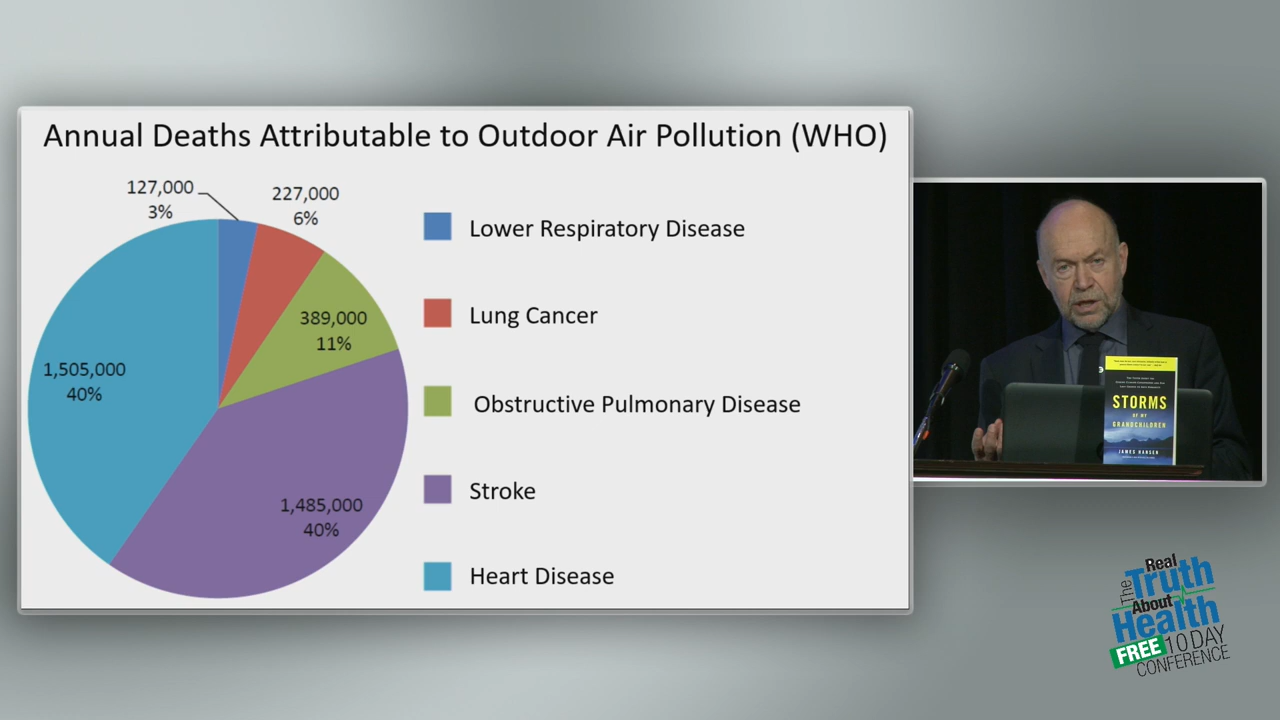 Annual Deaths Attributable to Outdoor Air Pollution (WHO)
127,000
3%
227,000
6%
389,000
11%
1,505,000
40%
1,485,000
40%
Lower Respiratory Disease
Lung Cancer
Obstructive Pulmonary Disease
Stroke
Heart Disease
STORMS
OF MY
GRANDCHILDREN
JAMES HANSEN
The Real
Truth
About
Health
FREE 10 DAY
CONFERENCE